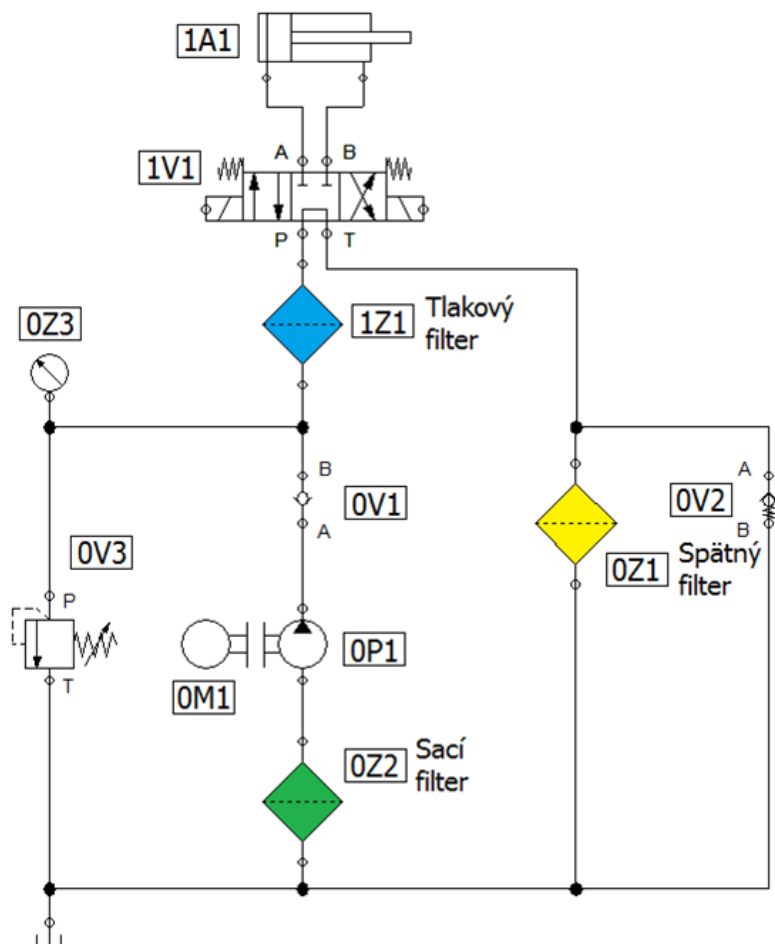 1A1
A
B
1V1
P
T
0Z3
1Z1
Tlakový
filter
B
0V1
A
A
0V2
B
0V3
P
T
0Z1
Spätný
filter
0P1
0M1
0Z2
Sací
filter